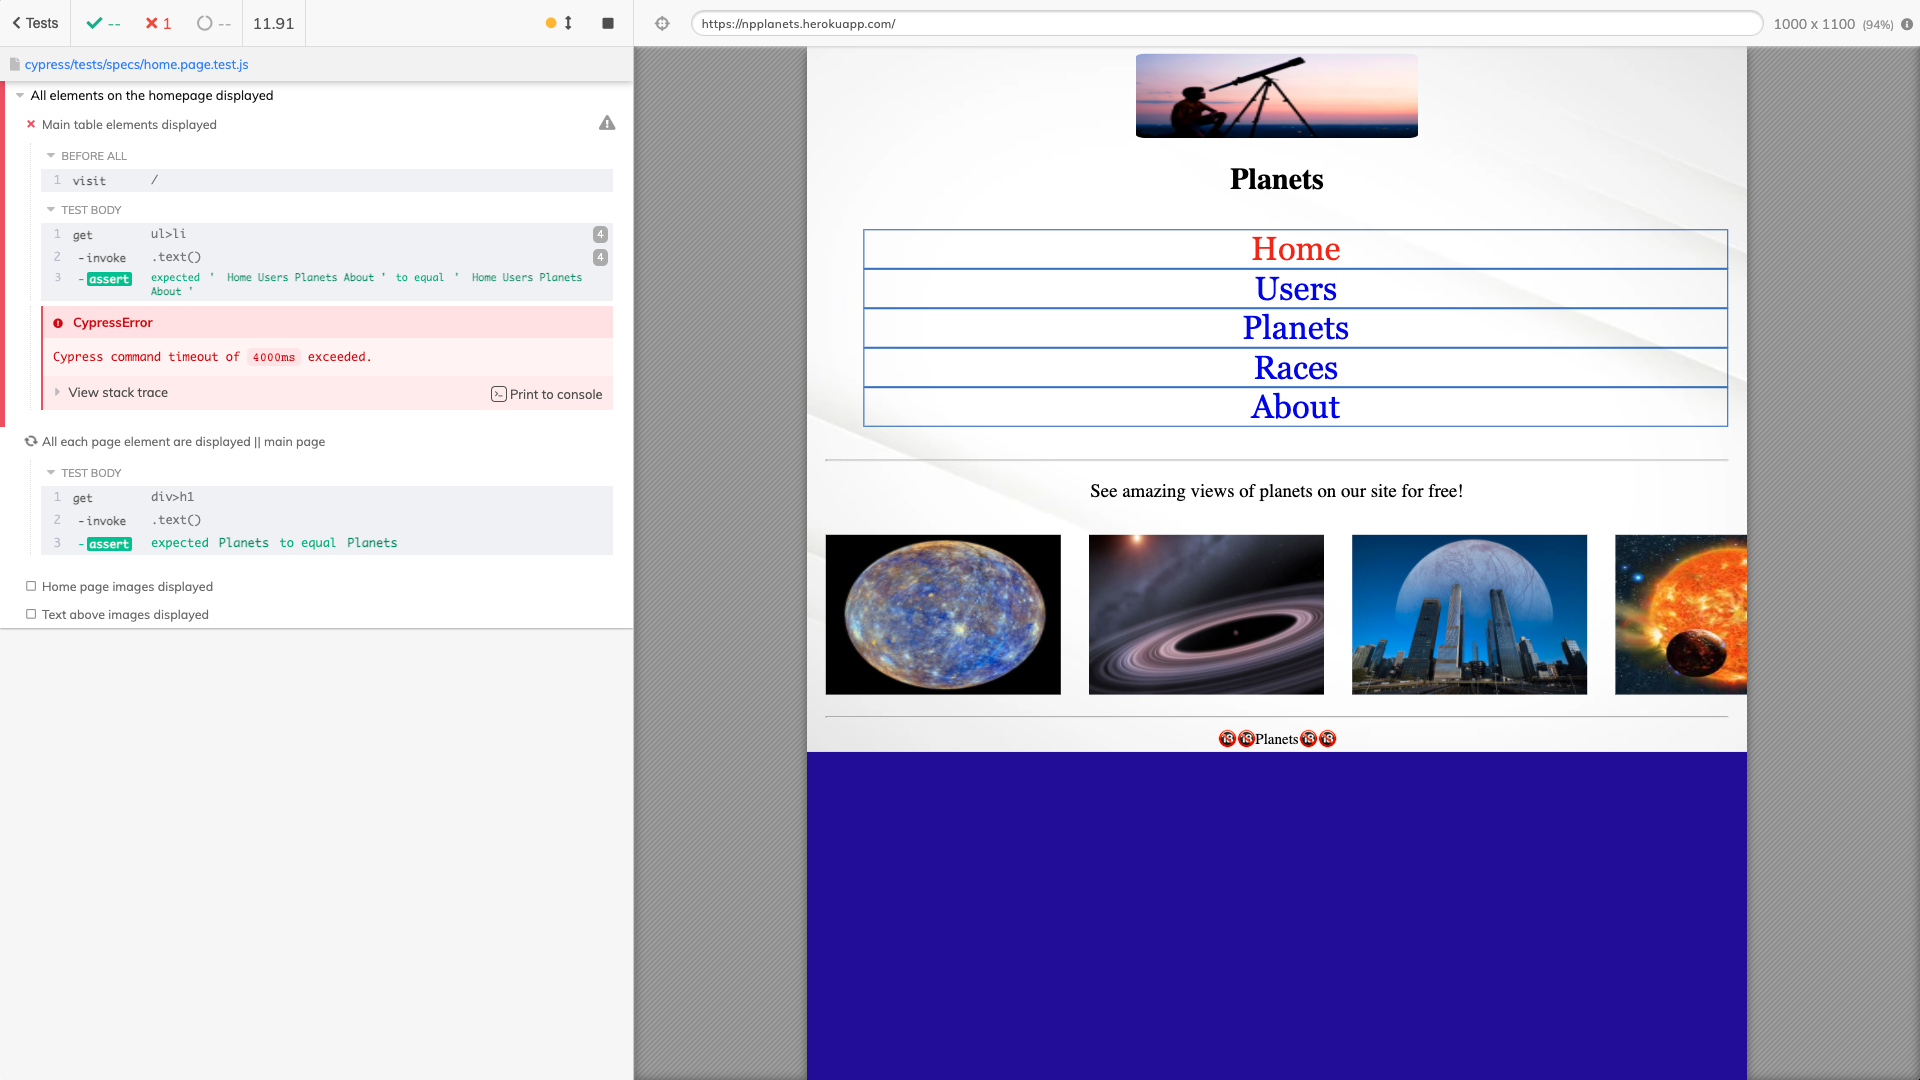 Tests
--
1
--
11.91
https://npplanets.herokuapp.com/
1000 x 1100 (94%)
cypress/tests/specs/home.page.test.js
All elements on the homepage displayed
Main table elements displayed
BEFORE ALL
1 visit /
TEST BODY
1 get ul>li 4
2 -invoke .text() 4
3 -assert expected ' Home Users Planets About ' to equal ' Home Users Planets
About '
CypressError
Cypress command timeout of 4000ms exceeded.
View stack trace
Print to console
All each page element are displayed || main page
TEST BODY
1 get div>h1
2 -invoke .text()
3 -assert expected Planets to equal Planets
Home page images displayed
Text above images displayed
Planets
Home
Users
Planets
Races
About
See amazing views of planets on our site for free!
🔞🔞Planets🔞🔞